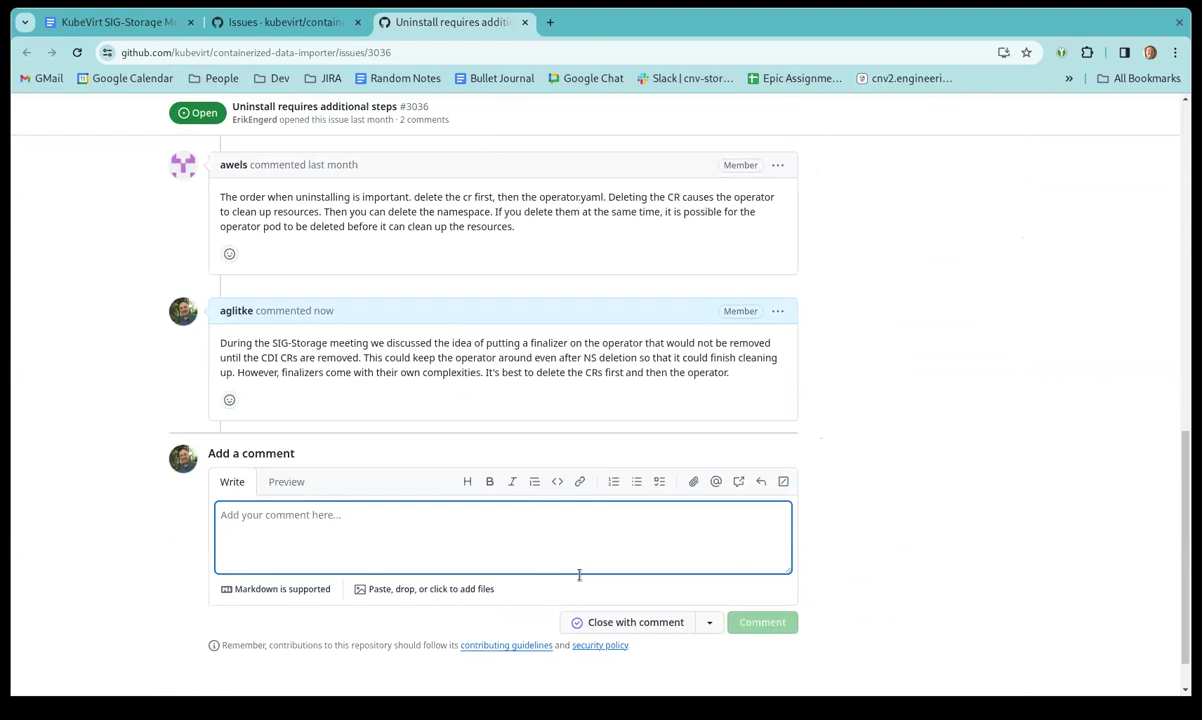 KubeVirt SIG-Storage M
Issues · kubevirt/contain
Uninstall requires additi
github.com/kubevirt/containerized-data-importer/issues/3036
GMail
Google Calendar
People
Dev
JIRA
Random Notes
Bullet Journal
Google Chat
Slack | cnv-stor...
Epic Assignme...
cnv2.engineeri...
»
All Bookmarks
Open
Uninstall requires additional steps #3036
ErikEngerd opened this issue last month · 2 comments
awels commented last month
Member
The order when uninstalling is important. delete the cr first, then the operator.yaml. Deleting the CR causes the operator
to clean up resources. Then you can delete the namespace. If you delete them at the same time, it is possible for the
operator pod to be deleted before it can clean up the resources.
aglitke commented now
Member
During the SIG-Storage meeting we discussed the idea of putting a finalizer on the operator that would not be removed
until the CDI CRs are removed. This could keep the operator around even after NS deletion so that it could finish cleaning
up. However, finalizers come with their own complexities. It's best to delete the CRs first and then the operator.
Add a comment
Write
Preview
Add your comment here...
Markdown is supported
Paste, drop, or click to add files
Close with comment
Comment
Remember, contributions to this repository should follow its contributing guidelines and security policy.